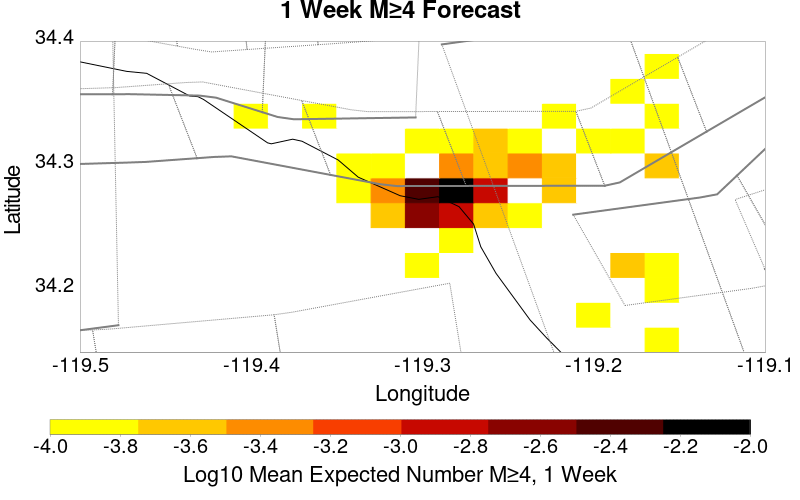 1 Week M≥4 Forecast
34.4
34.3
34.2
Latitude
-119.5 -119.4 -119.3 -119.2 -119.1
Longitude
-4.0 -3.8 -3.6 -3.4 -3.2 -3.0 -2.8 -2.6 -2.4 -2.2 -2.0
Log10 Mean Expected Number M≥4, 1 Week